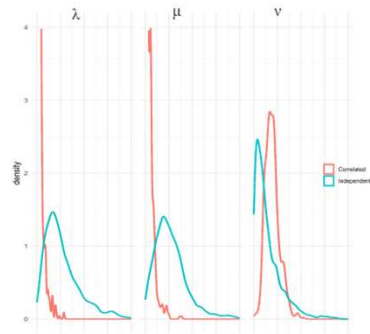 λ μ ν
4
3
2
1
0
density
Correlated
Independent